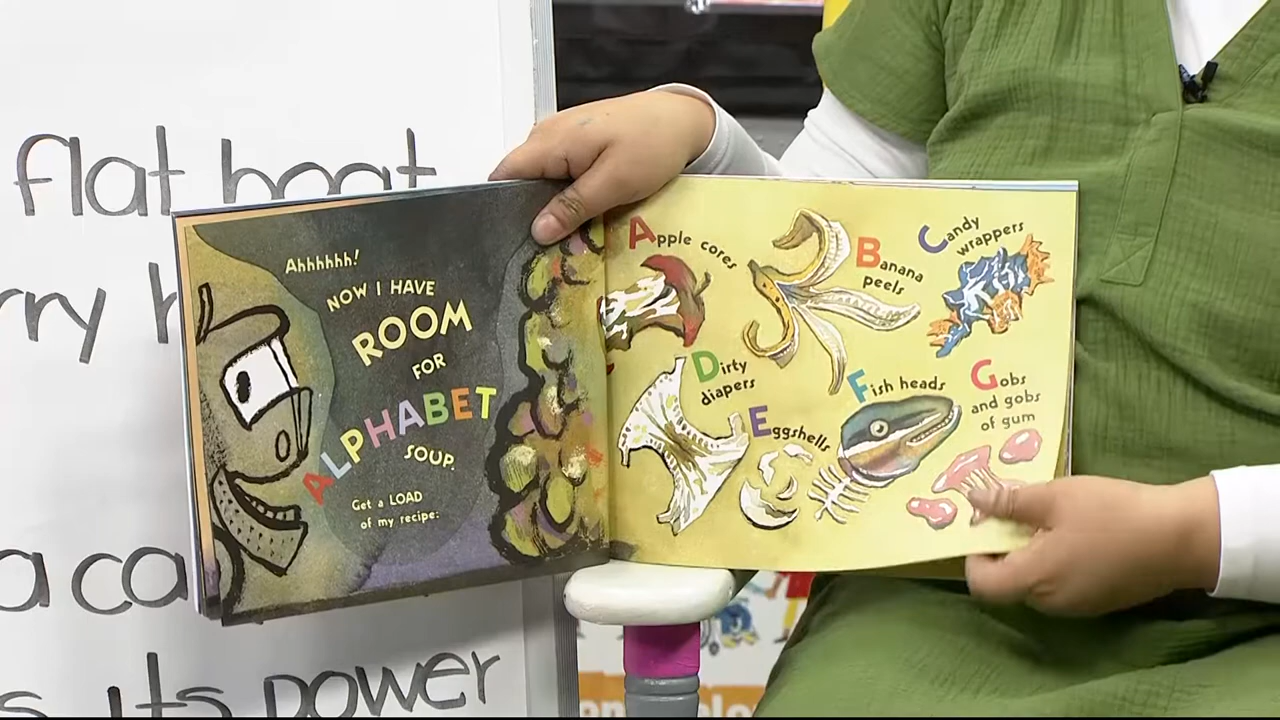 flat boat
a
Its power
Ahhhhhh!
NOW I HAVE
ROOM
FOR
ALPHABET
SOUP.
Get a LOAD
of my recipe:
Apple cores
Banana
peels
Candy
wrappers
Dirty
diapers
Eggshells
Fish heads
Gobs
and gobs
of gum